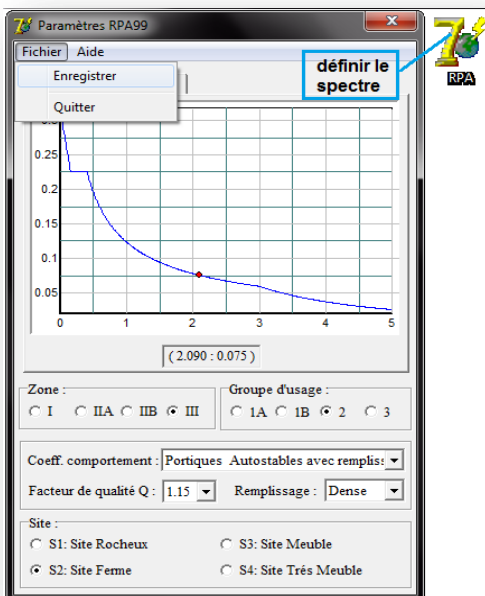 Paramètres RPA99
Fichier Aide
Enregistrer
Quitter
définir le
spectre
RPA
0.25
0.2
0.15
0.1
0.05
0 1 2 3 4 5
( 2.090 : 0.075 )
Zone :
I IIA IIB III
Groupe d'usage :
1A 1B 2 3
Coeff. comportement : Portiques Autostables avec rempliss
Facteur de qualité Q : 1.15 Remplissage : Dense
Site :
S1: Site Rocheux S3: Site Meuble
S2: Site Ferme S4: Site Trés Meuble